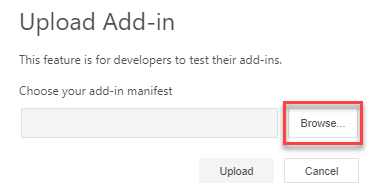 Upload Add-in
This feature is for developers to test their add-ins.
Choose your add-in manifest
Browse...
Upload Cancel